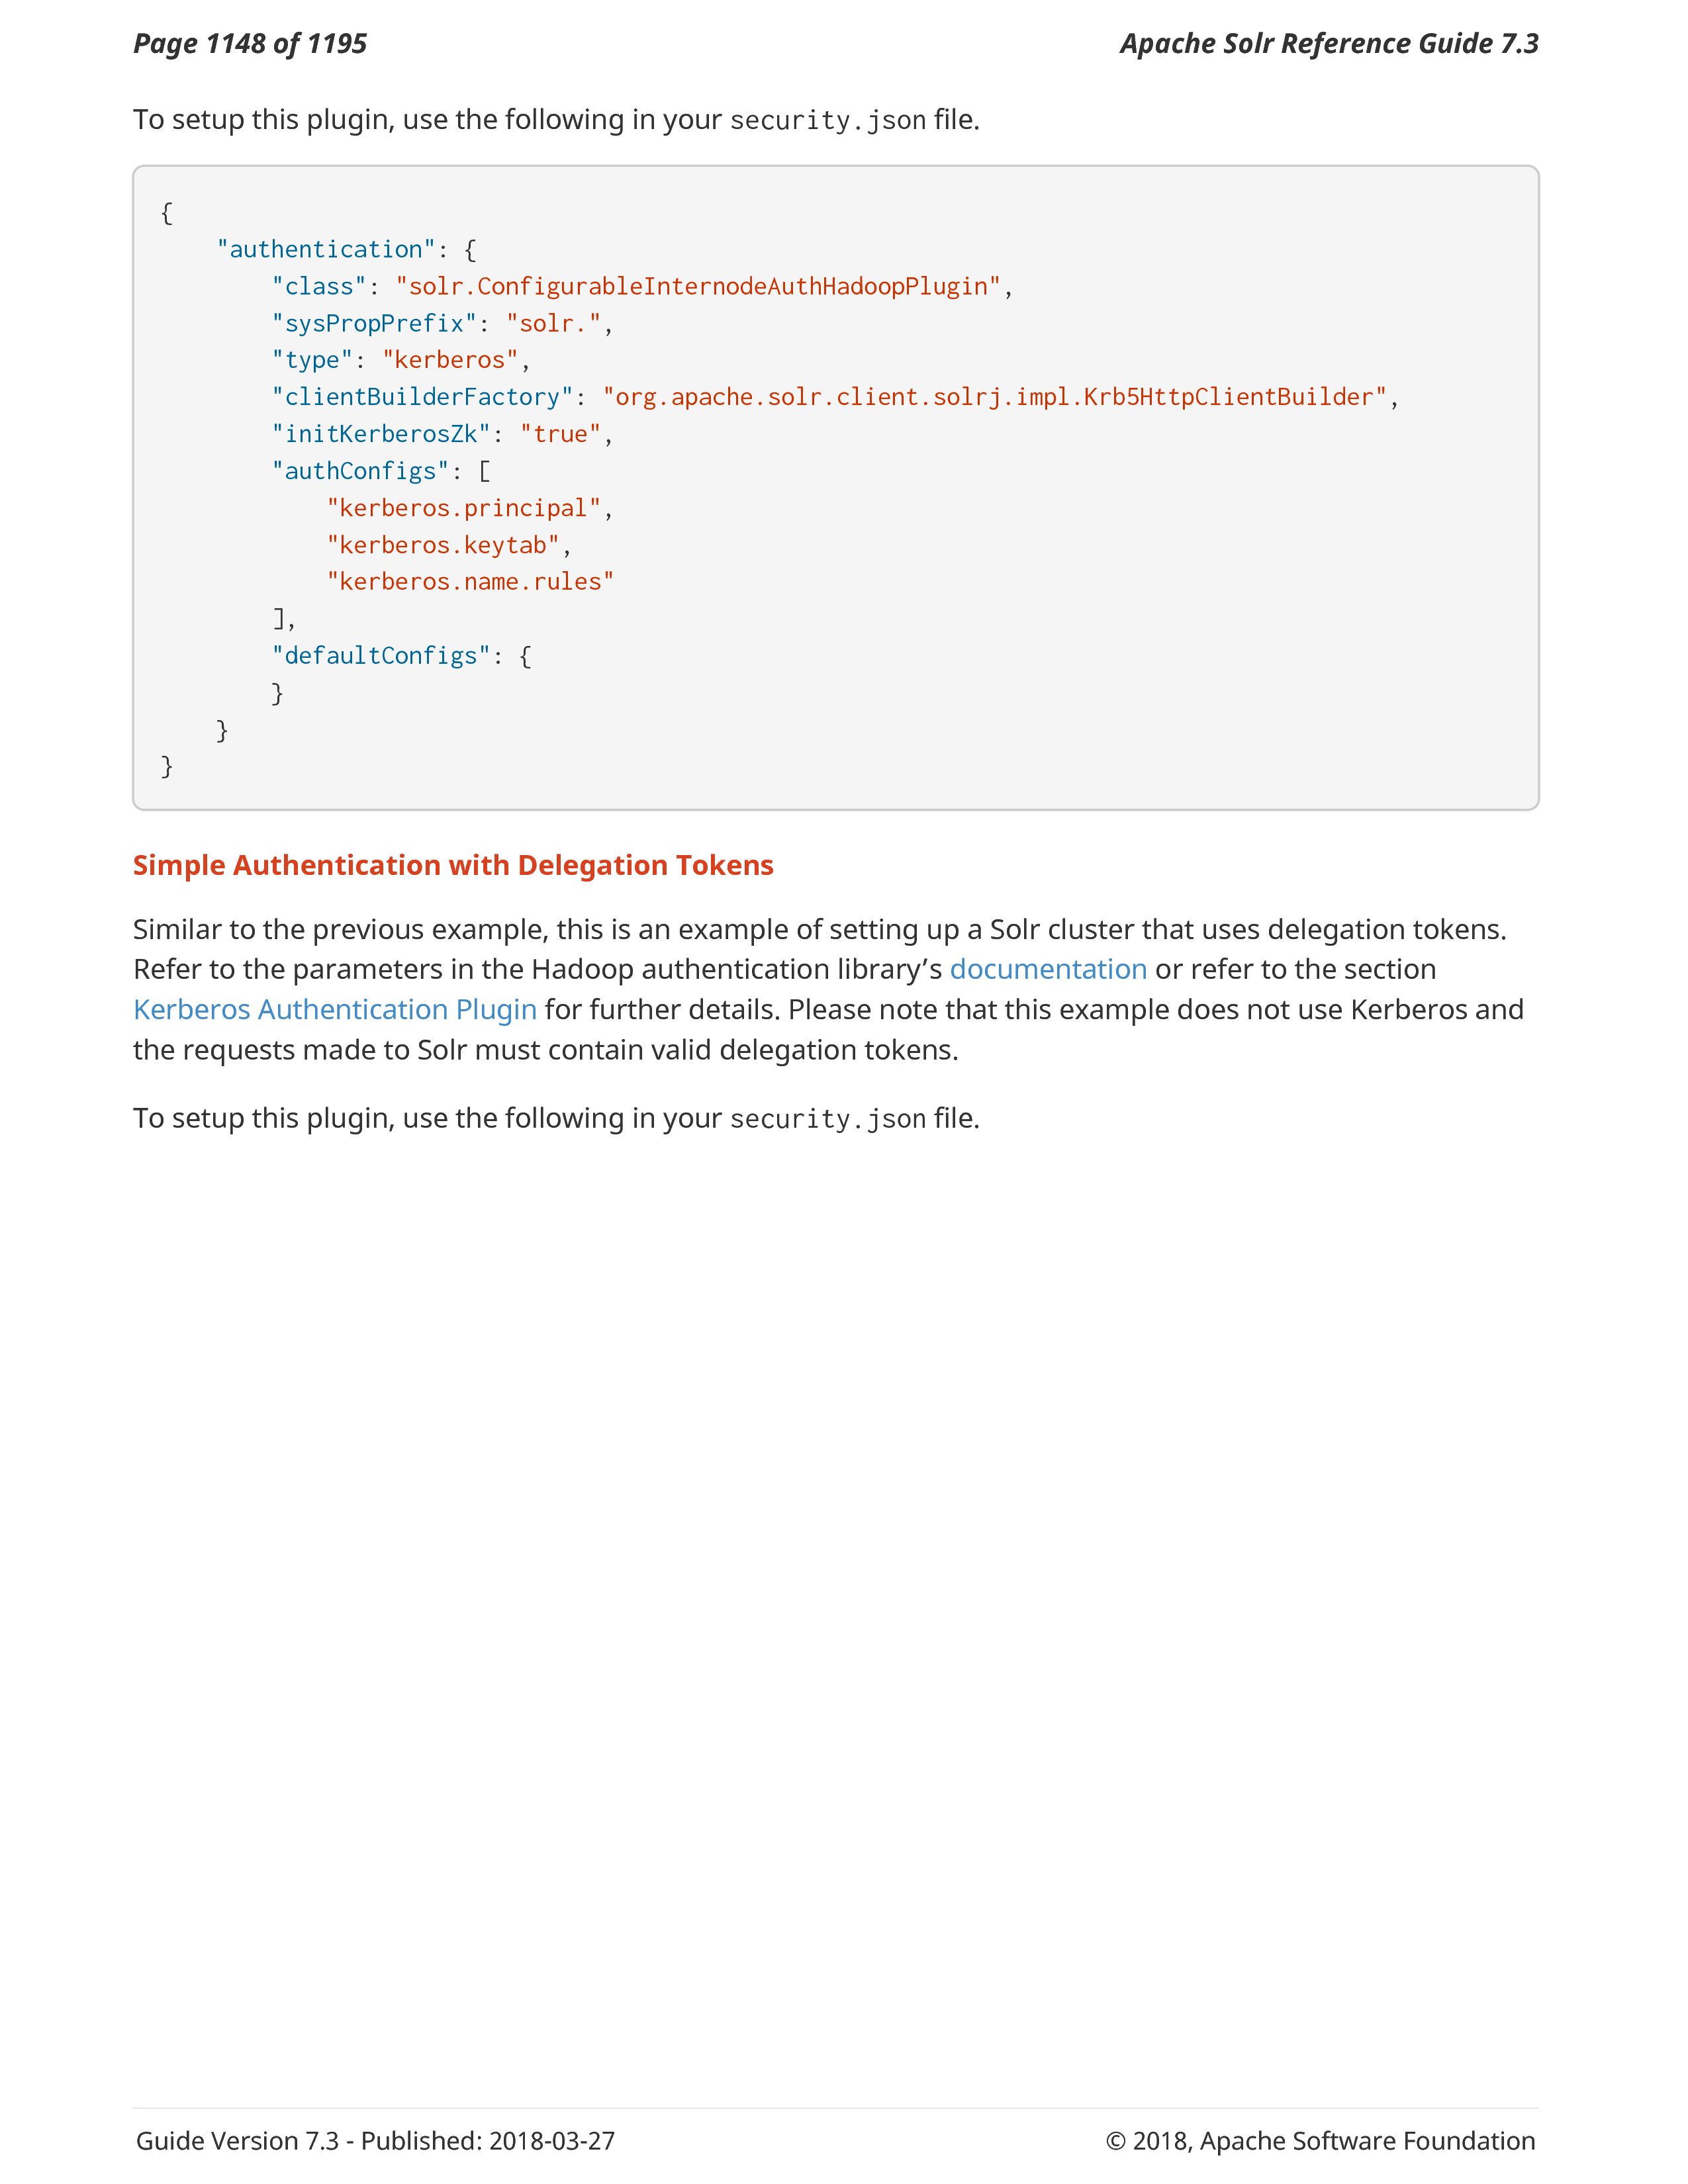 Page 1148 of 1195
Apache Solr Reference Guide 7.3
To setup this plugin, use the following in your security.json file.
{
    "authentication": {
        "class": "solr.ConfigurableInternodeAuthHadoopPlugin",
        "sysPropPrefix": "solr.",
        "type": "kerberos",
        "clientBuilderFactory": "org.apache.solr.client.solrj.impl.Krb5HttpClientBuilder",
        "initKerberosZk": "true",
        "authConfigs": [
            "kerberos.principal",
            "kerberos.keytab",
            "kerberos.name.rules"
        ],
        "defaultConfigs": {
        }
    }
}
Simple Authentication with Delegation Tokens
Similar to the previous example, this is an example of setting up a Solr cluster that uses delegation tokens.
Refer to the parameters in the Hadoop authentication library’s documentation or refer to the section
Kerberos Authentication Plugin for further details. Please note that this example does not use Kerberos and
the requests made to Solr must contain valid delegation tokens.
To setup this plugin, use the following in your security.json file.
Guide Version 7.3 - Published: 2018-03-27
© 2018, Apache Software Foundation